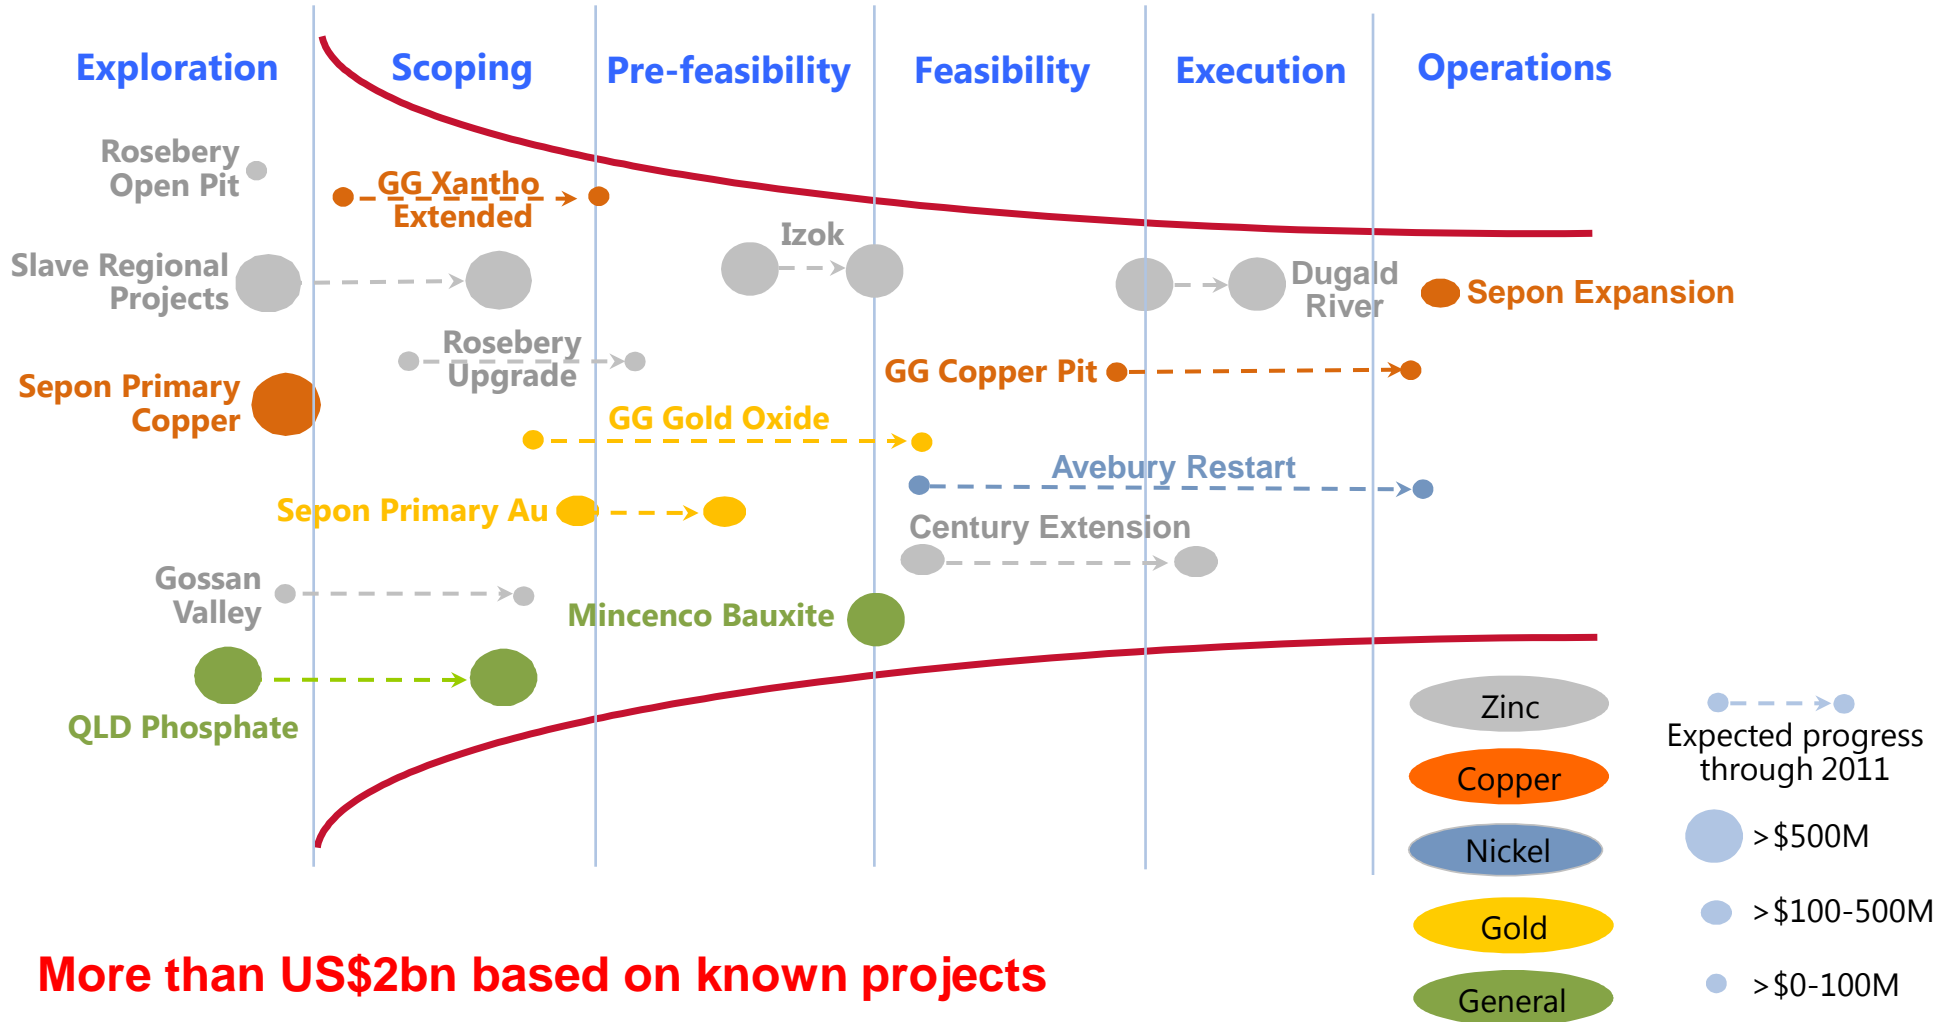 Exploration
Scoping
Pre-feasibility
Feasibility
Execution
Operations
Rosebery
Open Pit
GG Xantho
Extended
Izok
Slave Regional
Projects
Dugald
River
Sepon Expansion
Rosebery
Upgrade
GG Copper Pit
Sepon Primary
Copper
GG Gold Oxide
Avebury Restart
Sepon Primary Au
Century Extension
Gossan
Valley
Mincenco Bauxite
QLD Phosphate
Zinc
Copper
Nickel
Gold
General
Expected progress
through 2011
>$500M
>$100-500M
>$0-100M
More than US$2bn based on known projects